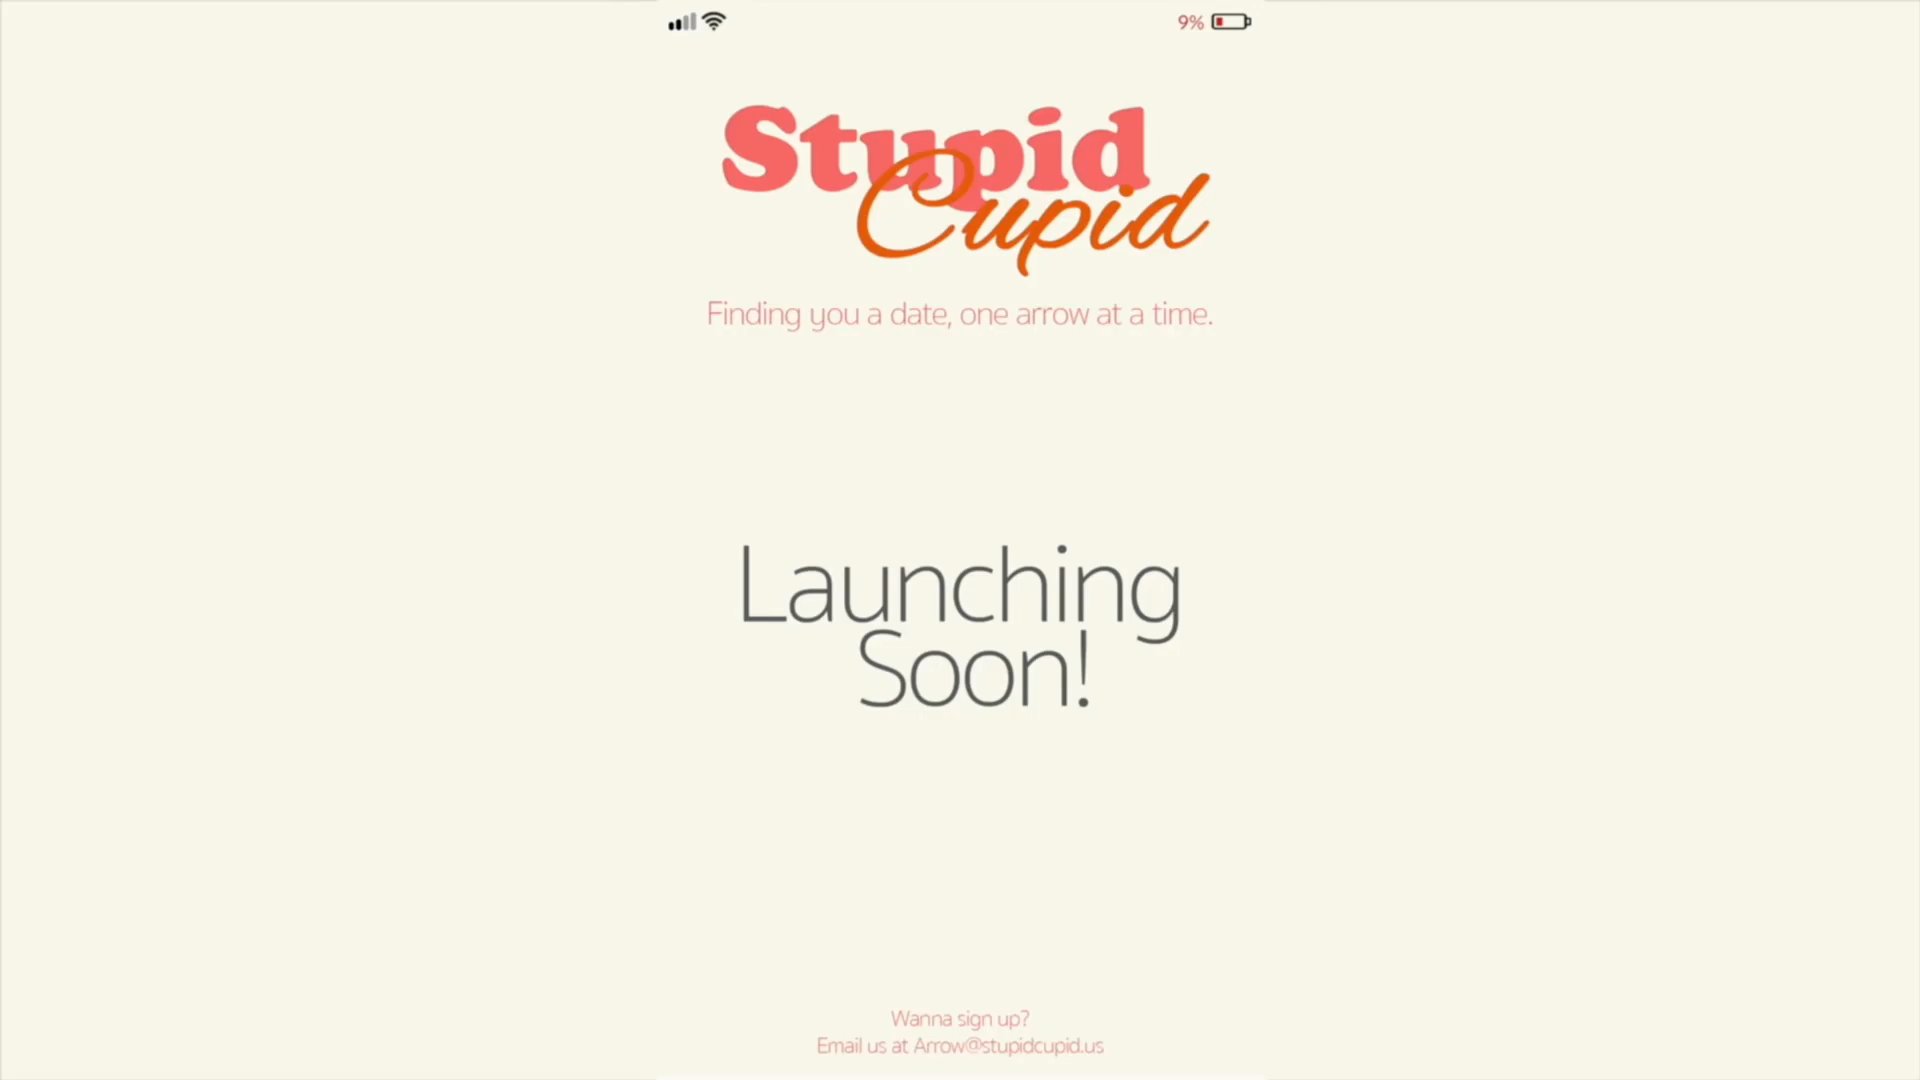 9%
Stupid
Cupid
Finding you a date, one arrow at a time.
Launching
Soon!
Wanna sign up?
Email us at Arrow@stupidcupid.us